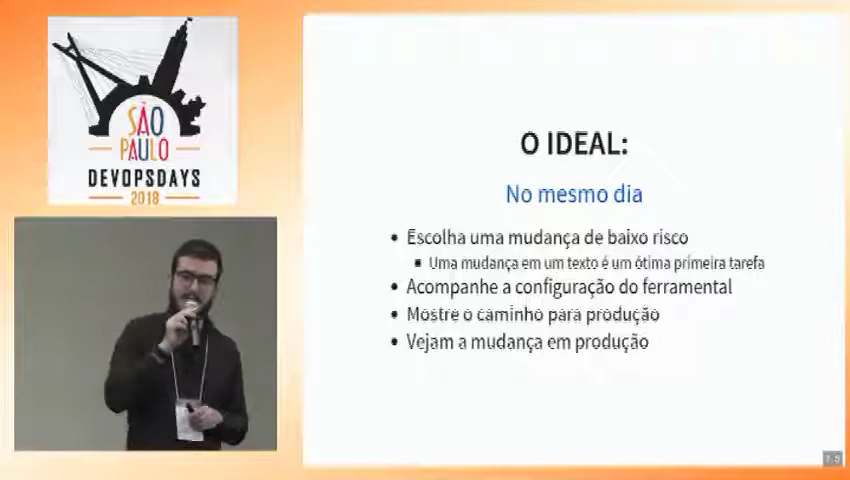 SÃO
PAULO
DEVOPSDAYS
2018
O IDEAL:
No mesmo dia
Escolha uma mudança de baixo risco
Uma mudança em um texto é um ótima primeira tarefa
Acompanhe a configuração do ferramental
Mostre o caminho para produção
Vejam a mudança em produção